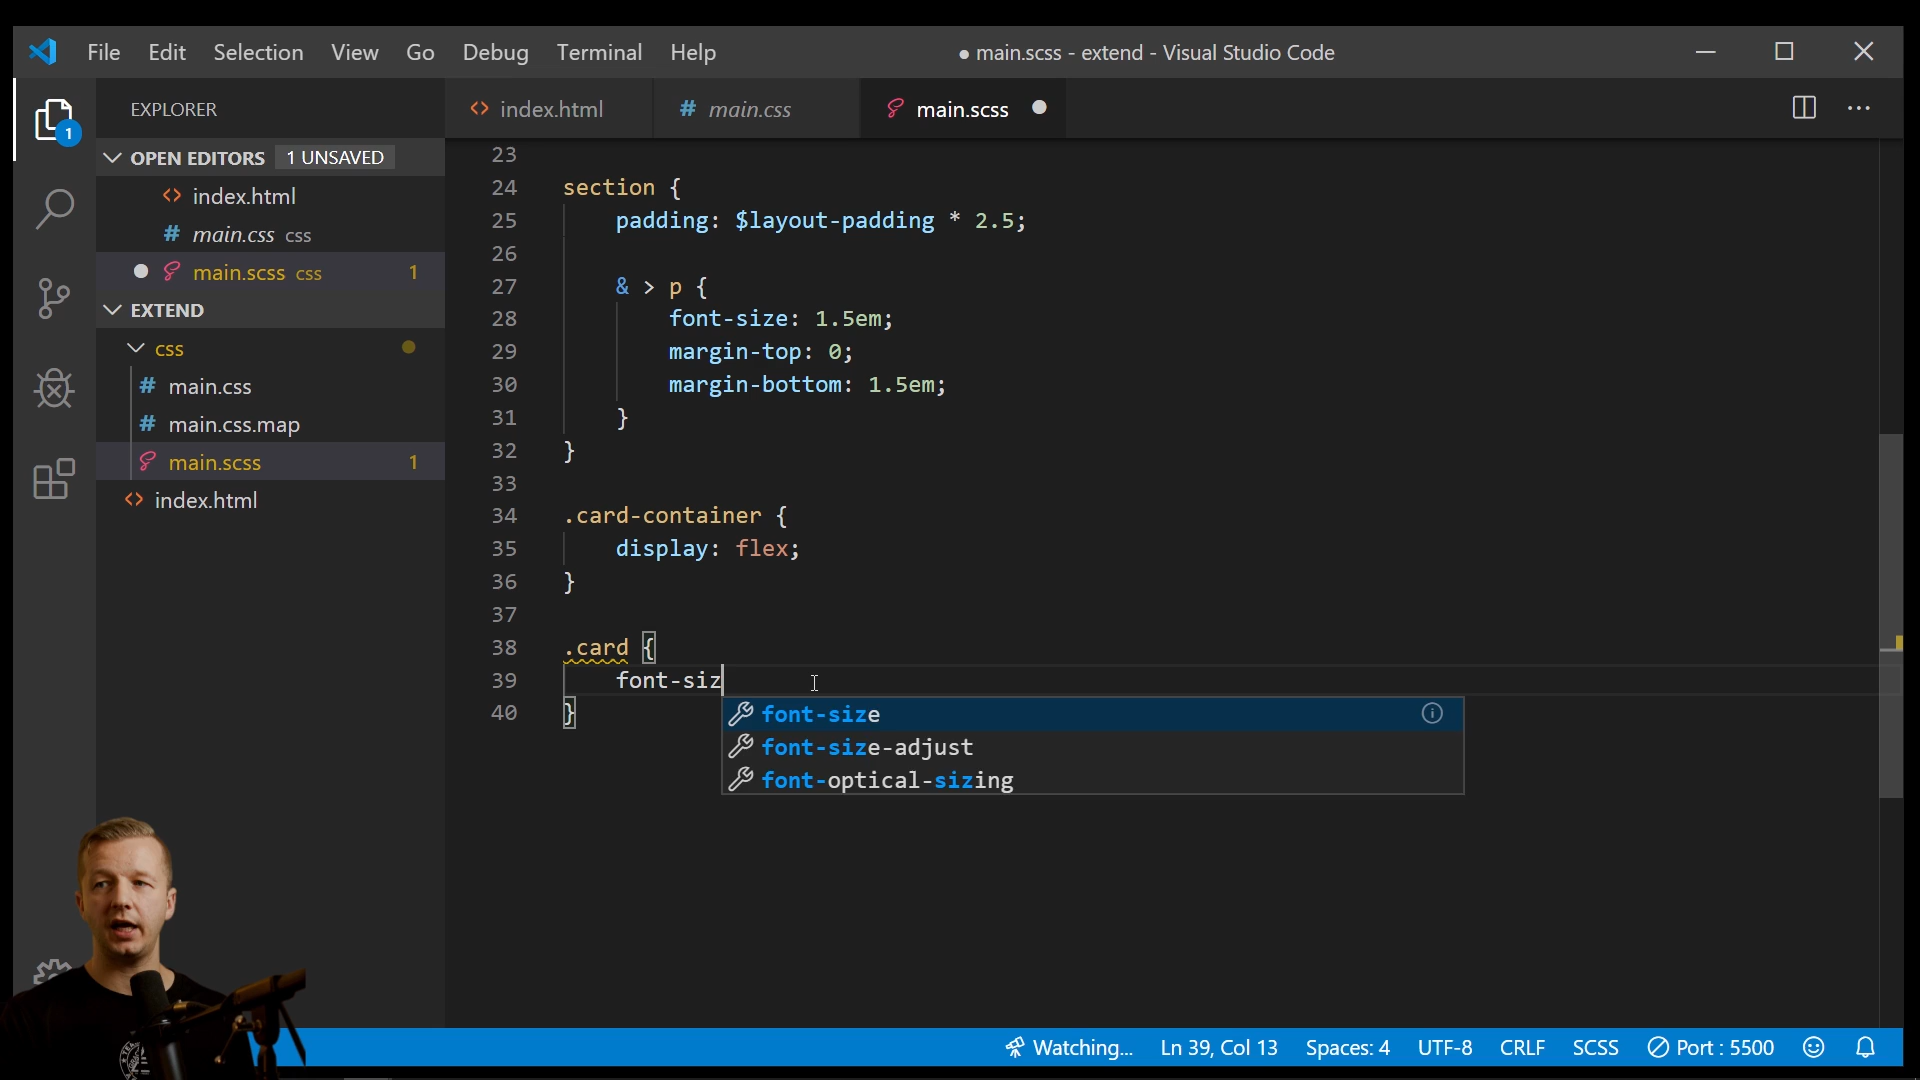 File Edit Selection View Go Debug Terminal Help
● main.scss - extend - Visual Studio Code
EXPLORER
index.html
# main.css
main.scss
1
OPEN EDITORS 1 UNSAVED
index.html
# main.css css
main.scss css 1
EXTEND
css
# main.css
# main.css.map
main.scss 1
index.html
23
24 section {
25 padding: $layout-padding * 2.5;
26
27 & > p {
28 font-size: 1.5em;
29 margin-top: 0;
30 margin-bottom: 1.5em;
31 }
32 }
33
34 .card-container {
35 display: flex;
36 }
37
38 .card {
39 font-siz
40 }
font-size
font-size-adjust
font-optical-sizing
Watching... Ln 39, Col 13 Spaces: 4 UTF-8 CRLF SCSS Port : 5500